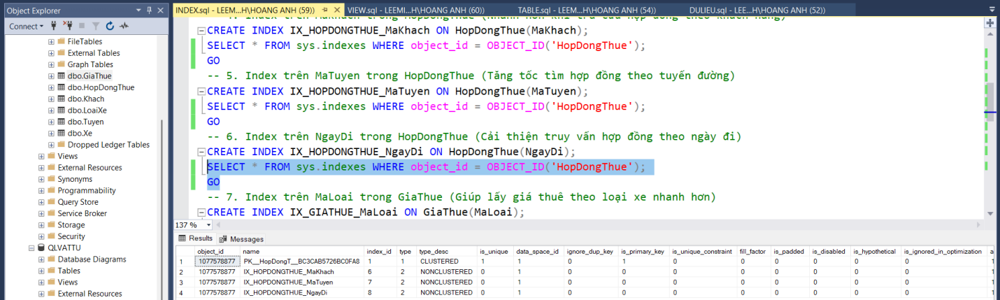 Object Explorer
Connect
FileTables
External Tables
Graph Tables
dbo.GiaThue
dbo.HopDongThue
dbo.Khach
dbo.LoaiXe
dbo.Tuyen
dbo.Xe
Dropped Ledger Tables
Views
External Resources
Synonyms
Programmability
Query Store
Service Broker
Storage
Security
QLVATTU
Database Diagrams
Tables
Views
External Resources
INDEX.sql - LEEM...H\HOANG ANH (59)) VIEW.sql - LEEMI...H\HOANG ANH (60)) TABLE.sql - LEEM...H\HOANG ANH (54)) DULIEU.sql - LEE...H\HOANG ANH (52))
CREATE INDEX IX_HOPDONGTHUE_MaKhach ON HopDongThue(MaKhach);
SELECT * FROM sys.indexes WHERE object_id = OBJECT_ID('HopDongThue');
GO
-- 5. Index trên MaTuyen trong HopDongThue (Tăng tốc tìm hợp đồng theo tuyến đường)
CREATE INDEX IX_HOPDONGTHUE_MaTuyen ON HopDongThue(MaTuyen);
SELECT * FROM sys.indexes WHERE object_id = OBJECT_ID('HopDongThue');
GO
-- 6. Index trên NgayDi trong HopDongThue (Cải thiện truy vấn hợp đồng theo ngày đi)
CREATE INDEX IX_HOPDONGTHUE_NgayDi ON HopDongThue(NgayDi);
SELECT * FROM sys.indexes WHERE object_id = OBJECT_ID('HopDongThue');
GO
-- 7. Index trên MaLoai trong GiaThue (Giúp lấy giá thuê theo loại xe nhanh hơn)
CREATE INDEX IX_GIATHUE_MaLoai ON GiaThue(MaLoai);
137 %
Results Messages
object_id name index_id type type_desc is_unique data_space_id ignore_dup_key is_primary_key is_unique_constraint fill_factor is_padded is_disabled is_hypothetical is_ignored_in_optimization a
1 1077578877 PK__HopDongT__BC3CAB5726BC0FA8 1 1 CLUSTERED 1 1 0 1 0 0 0 0 0 0 1
2 1077578877 IX_HOPDONGTHUE_MaKhach 6 2 NONCLUSTERED 0 1 0 0 0 0 0 0 0 0 1
3 1077578877 IX_HOPDONGTHUE_MaTuyen 7 2 NONCLUSTERED 0 1 0 0 0 0 0 0 0 0 1
4 1077578877 IX_HOPDONGTHUE_NgayDi 8 2 NONCLUSTERED 0 1 0 0 0 0 0 0 0 0 1